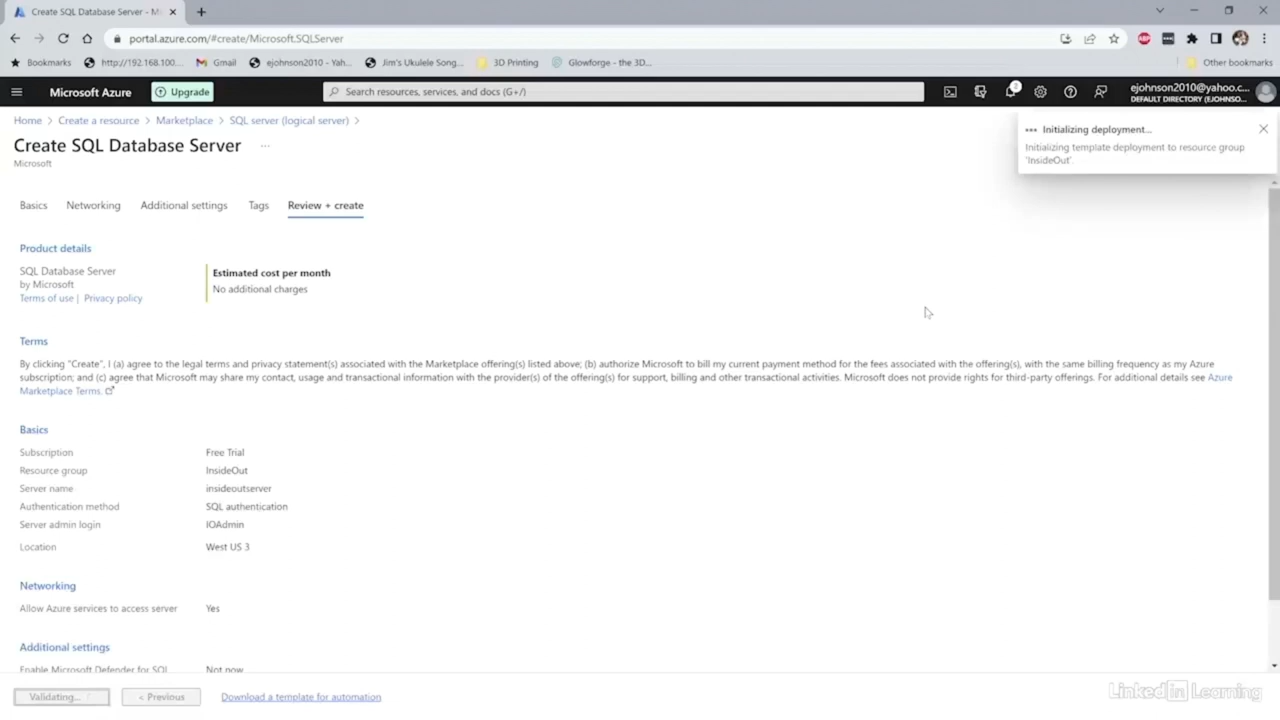 Create SQL Database Server - Mi
portal.azure.com/#create/Microsoft.SQLServer
Bookmarks
http://192.168.100....
Gmail
ejohnson2010 - Yah...
Jim's Ukulele Song...
3D Printing
Glowforge - the 3D...
Other bookmarks
Microsoft Azure
Upgrade
Search resources, services, and docs (G+/)
ejohnson2010@yahoo.c...
DEFAULT DIRECTORY (EJOHNSO...
Home > Create a resource > Marketplace > SQL server (logical server) >
Create SQL Database Server ...
Microsoft
Initializing deployment...
Initializing template deployment to resource group
'InsideOut'.
Basics Networking Additional settings Tags Review + create
Product details
SQL Database Server
by Microsoft
Terms of use | Privacy policy
Estimated cost per month
No additional charges
Terms
By clicking "Create", I (a) agree to the legal terms and privacy statement(s) associated with the Marketplace offering(s) listed above; (b) authorize Microsoft to bill my current payment method for the fees associated with the offering(s), with the same billing frequency as my Azure
subscription; and (c) agree that Microsoft may share my contact, usage and transactional information with the provider(s) of the offering(s) for support, billing and other transactional activities. Microsoft does not provide rights for third-party offerings. For additional details see Azure
Marketplace Terms.
Basics
Subscription Free Trial
Resource group InsideOut
Server name insideoutserver
Authentication method SQL authentication
Server admin login IOAdmin
Location West US 3
Networking
Allow Azure services to access server Yes
Additional settings
Enable Microsoft Defender for SQL Not now
Validating...
< Previous
Download a template for automation
LinkedIn Learning